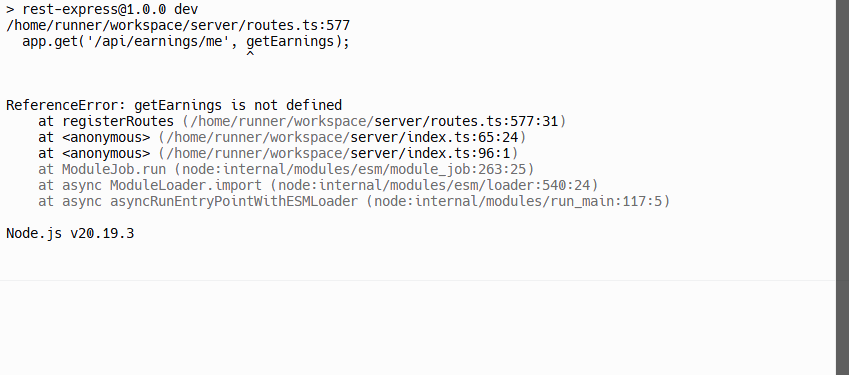 > rest-express@1.0.0 dev
/home/runner/workspace/server/routes.ts:577
  app.get('/api/earnings/me', getEarnings);
                              ^
ReferenceError: getEarnings is not defined
    at registerRoutes (/home/runner/workspace/server/routes.ts:577:31)
    at <anonymous> (/home/runner/workspace/server/index.ts:65:24)
    at <anonymous> (/home/runner/workspace/server/index.ts:96:1)
    at ModuleJob.run (node:internal/modules/esm/module_job:263:25)
    at async ModuleLoader.import (node:internal/modules/esm/loader:540:24)
    at async asyncRunEntryPointWithESMLoader (node:internal/modules/run_main:117:5)
Node.js v20.19.3